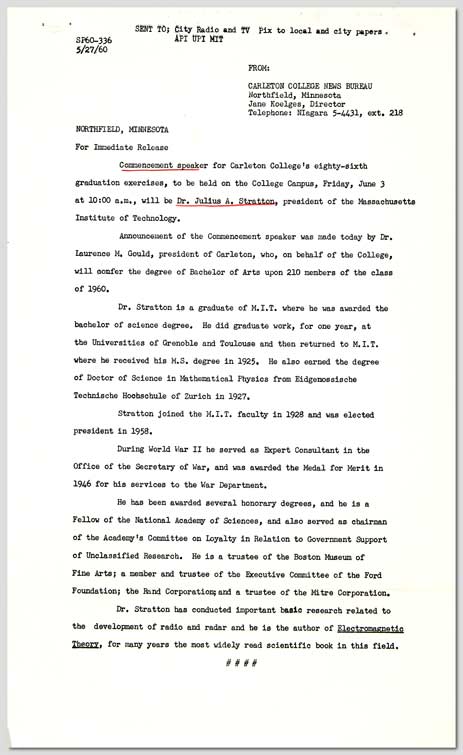 SENT TO; City Radio and TV Pix to local and city papers.
API UPI MIT
SP60-336
5/27/60
FROM:
CARLETON COLLEGE NEWS BUREAU
Northfield, Minnesota
Jane Koelges, Director
Telephone: NIagara 5-4431, ext. 218
NORTHFIELD, MINNESOTA
For Immediate Release
Commencement speaker for Carleton College's eighty-sixth
graduation exercises, to be held on the College Campus, Friday, June 3
at 10:00 a.m., will be Dr. Julius A. Stratton, president of the Massachusetts
Institute of Technology.
Announcement of the Commencement speaker was made today by Dr.
Laurence M. Gould, president of Carleton, who, on behalf of the College,
will confer the degree of Bachelor of Arts upon 210 members of the class
of 1960.
Dr. Stratton is a graduate of M.I.T. where he was awarded the
bachelor of science degree. He did graduate work, for one year, at
the Universities of Grenoble and Toulouse and then returned to M.I.T.
where he received his M.S. degree in 1925. He also earned the degree
of Doctor of Science in Mathematical Physics from Eidgenossische
Technische Hochschule of Zurich in 1927.
Stratton joined the M.I.T. faculty in 1928 and was elected
president in 1958.
During World War II he served as Expert Consultant in the
Office of the Secretary of War, and was awarded the Medal for Merit in
1946 for his services to the War Department.
He has been awarded several honorary degrees, and he is a
Fellow of the National Academy of Sciences, and also served as chairman
of the Academy's Committee on Loyalty in Relation to Government Support
of Unclassified Research. He is a trustee of the Boston Museum of
Fine Arts; a member and trustee of the Executive Committee of the Ford
Foundation; the Rand Corporation; and a trustee of the Mitre Corporation.
Dr. Stratton has conducted important basic research related to
the development of radio and radar and he is the author of Electromagnetic
Theory, for many years the most widely read scientific book in this field.
# # # #